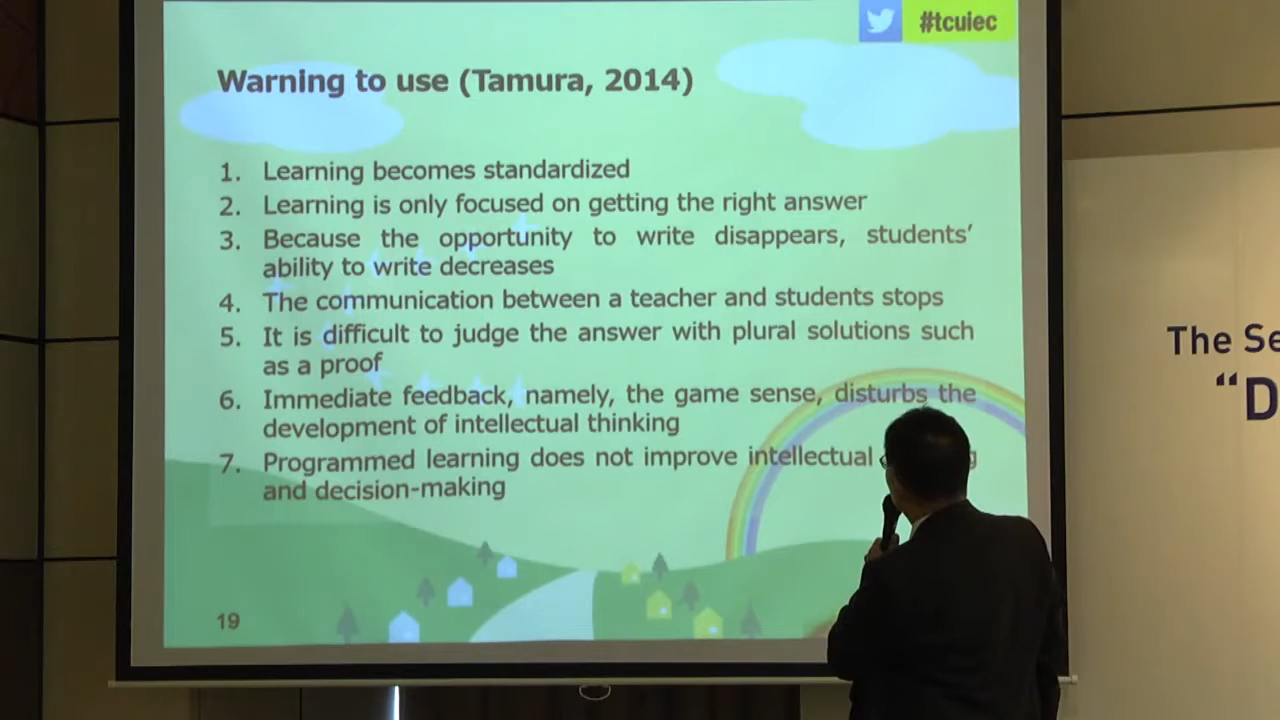 #tcuiec
Warning to use (Tamura, 2014)
1. Learning becomes standardized
2. Learning is only focused on getting the right answer
3. Because the opportunity to write disappears, students'
ability to write decreases
4. The communication between a teacher and students stops
5. It is difficult to judge the answer with plural solutions such
as a proof
6. Immediate feedback, namely, the game sense, disturbs the
development of intellectual thinking
7. Programmed learning does not improve intellectual
and decision-making
19
The Se
“D